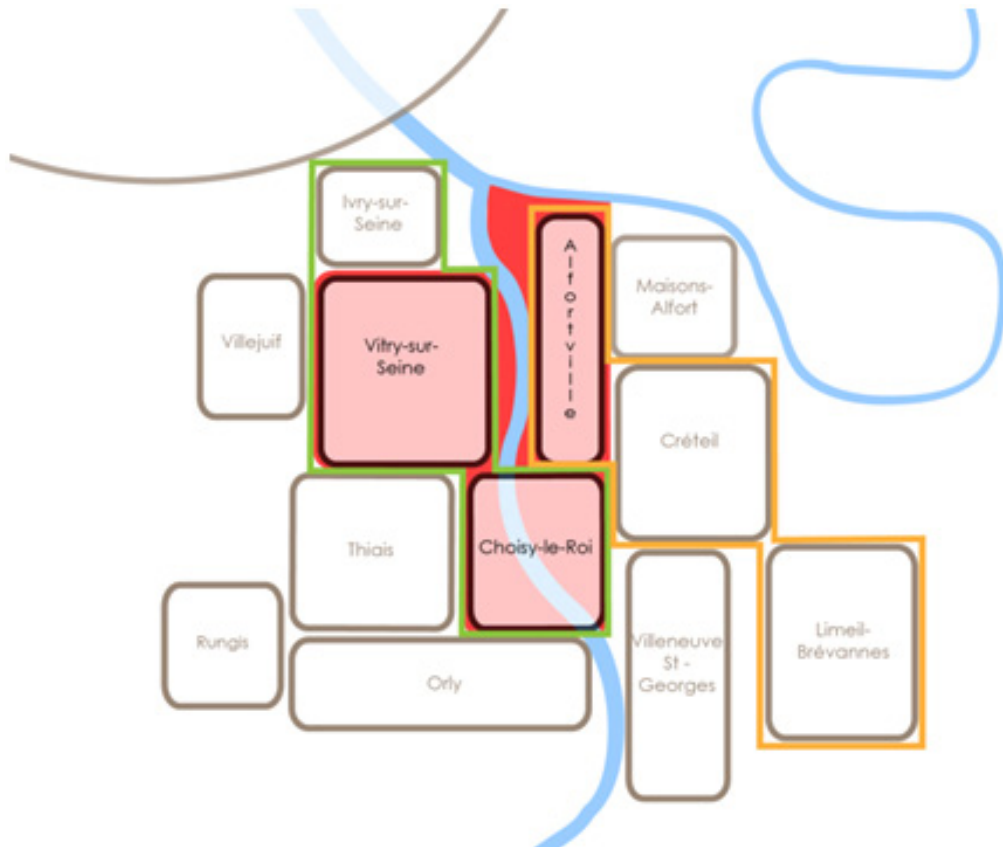 Ivry-sur-
Seine
Alfortville
Maisons-
Alfort
Villejuif
Vitry-sur-
Seine
Créteil
Thiais
Choisy-le-Roi
Rungis
Orly
Villeneuve
St -
Georges
Limeil-
Brévannes